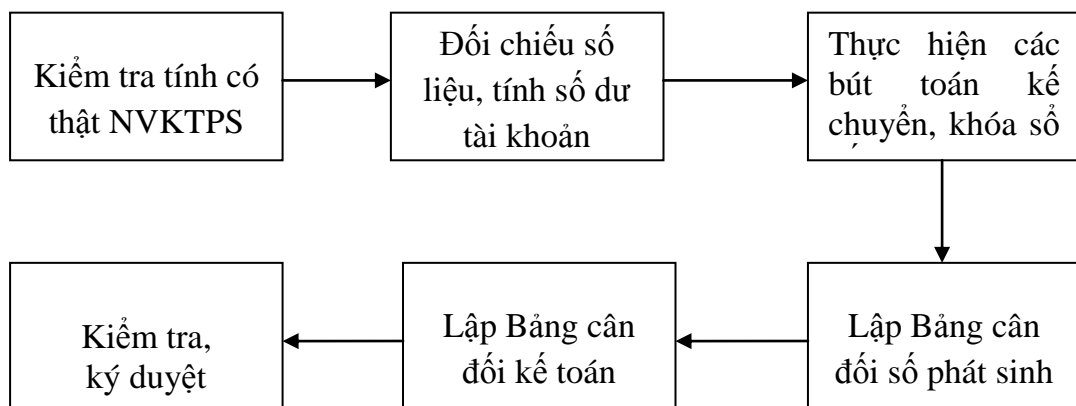 Kiểm tra tính có
thật NVKTPS
Đối chiếu số
liệu, tính số dư
tài khoản
Thực hiện các
bút toán kế
chuyển, khóa sổ
Lập Bảng cân
đối số phát sinh
Lập Bảng cân
đối kế toán
Kiểm tra,
ký duyệt